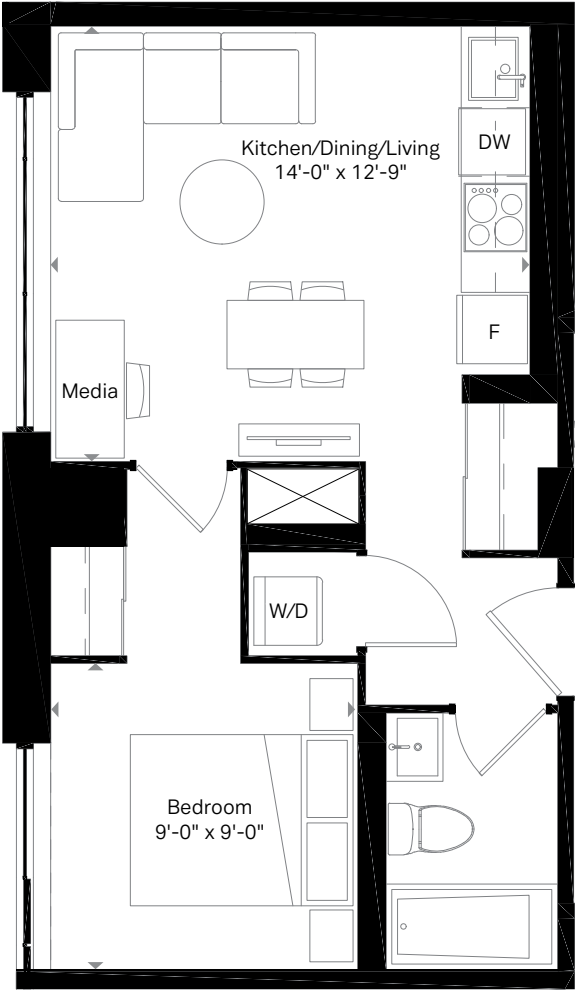 Kitchen/Dining/Living
14'-0" x 12'-9"
DW
F
Media
W/D
Bedroom
9'-0" x 9'-0"